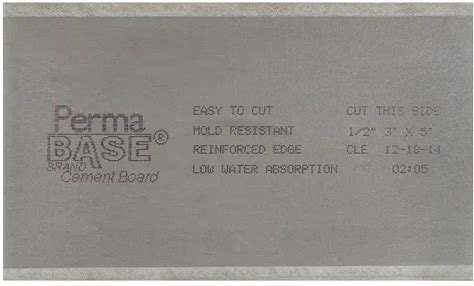 Perma
BASE®
BRAND
Cement Board
EASY TO CUT
MOLD RESISTANT
REINFORCED EDGE
LOW WATER ABSORPTION
CUT THIS SIDE
1/2" 3' X 5'
CLE 12-18-14
02:05